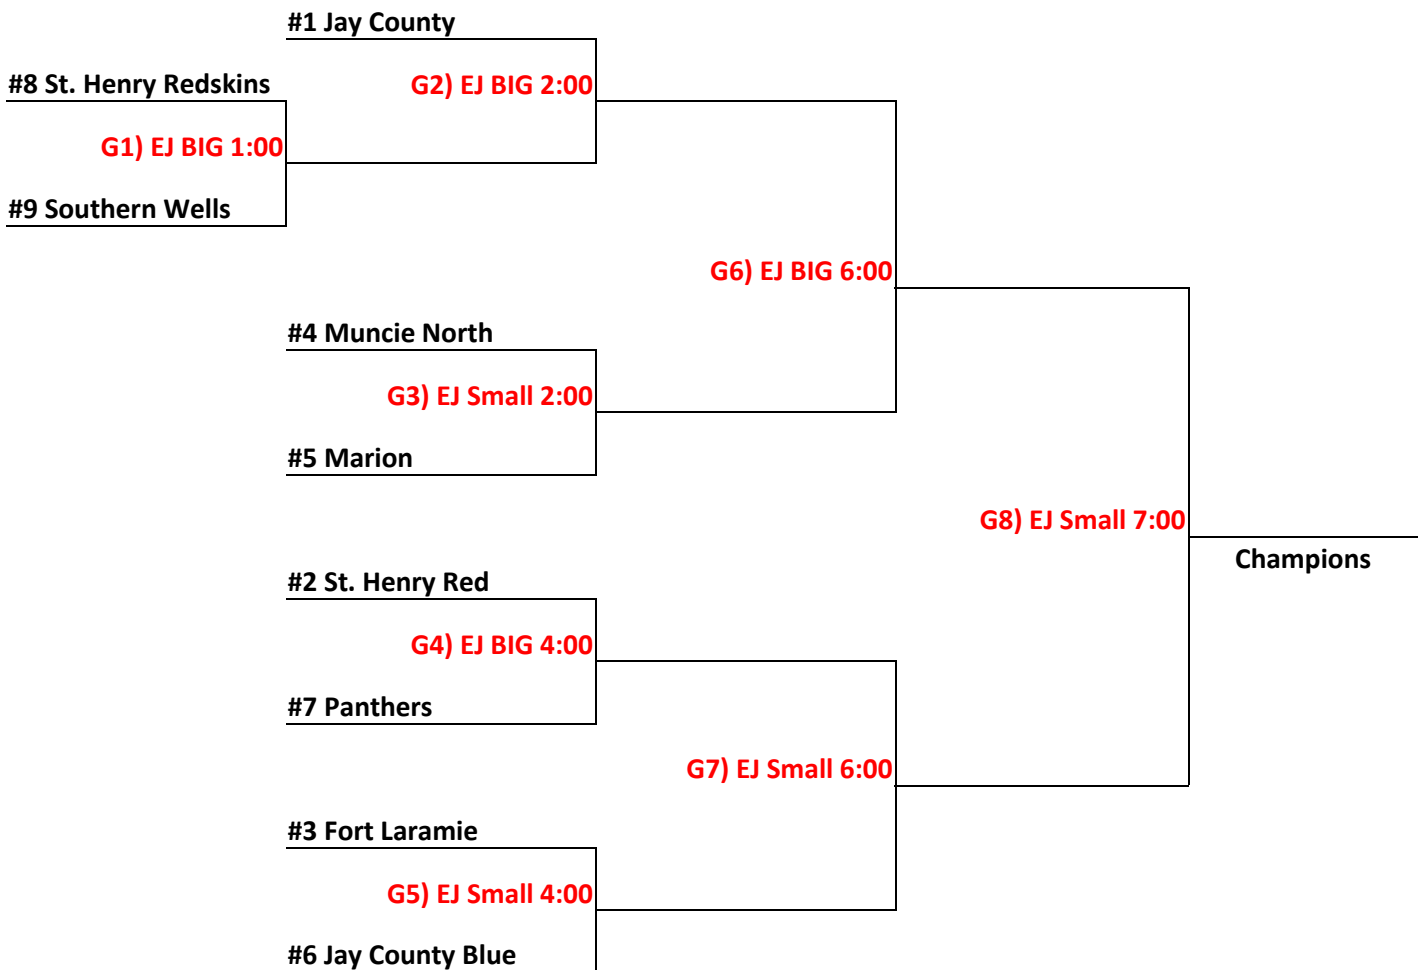 #1 Jay County
#8 St. Henry Redskins
G2) EJ BIG 2:00
G1) EJ BIG 1:00
#9 Southern Wells
G6) EJ BIG 6:00
#4 Muncie North
G3) EJ Small 2:00
#5 Marion
G8) EJ Small 7:00
Champions
#2 St. Henry Red
G4) EJ BIG 4:00
#7 Panthers
G7) EJ Small 6:00
#3 Fort Laramie
G5) EJ Small 4:00
#6 Jay County Blue